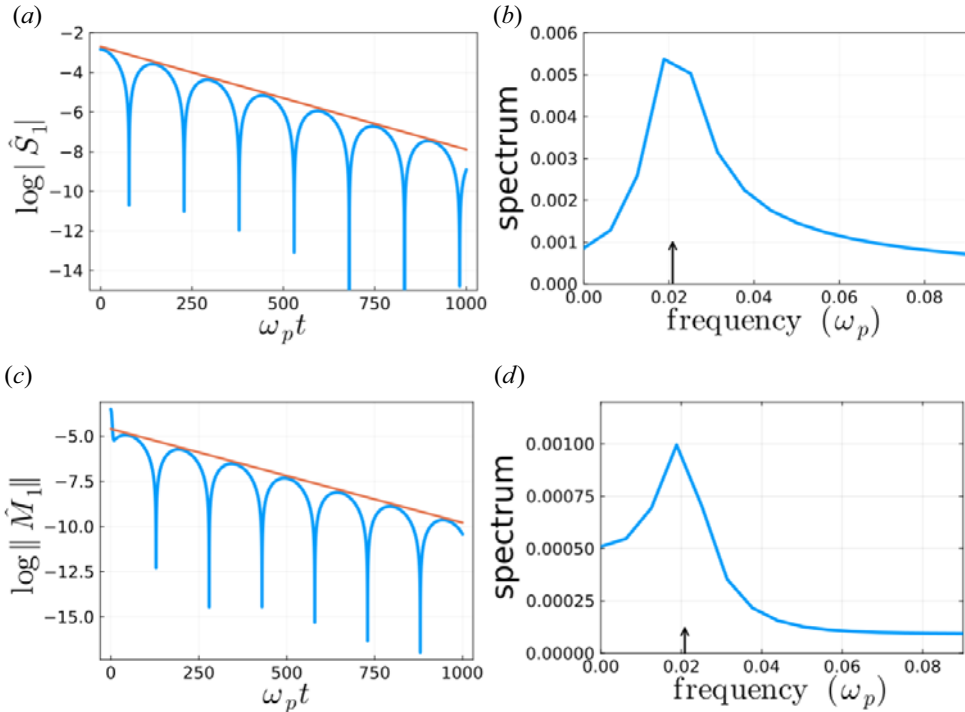 (a)
−2
−4
−6
−8
−10
−12
−14
log | Ŝ₁|
0 250 500 750 1000
ωₚt
(b)
0.006
0.005
0.004
0.003
0.002
0.001
0.000
spectrum
0.00 0.02 0.04 0.06 0.08
frequency (ωₚ)
(c)
−5.0
−7.5
−10.0
−12.5
−15.0
log‖ M̂₁‖
0 250 500 750 1000
ωₚt
(d)
0.00100
0.00075
0.00050
0.00025
0.00000
spectrum
0.00 0.02 0.04 0.06 0.08
frequency (ωₚ)